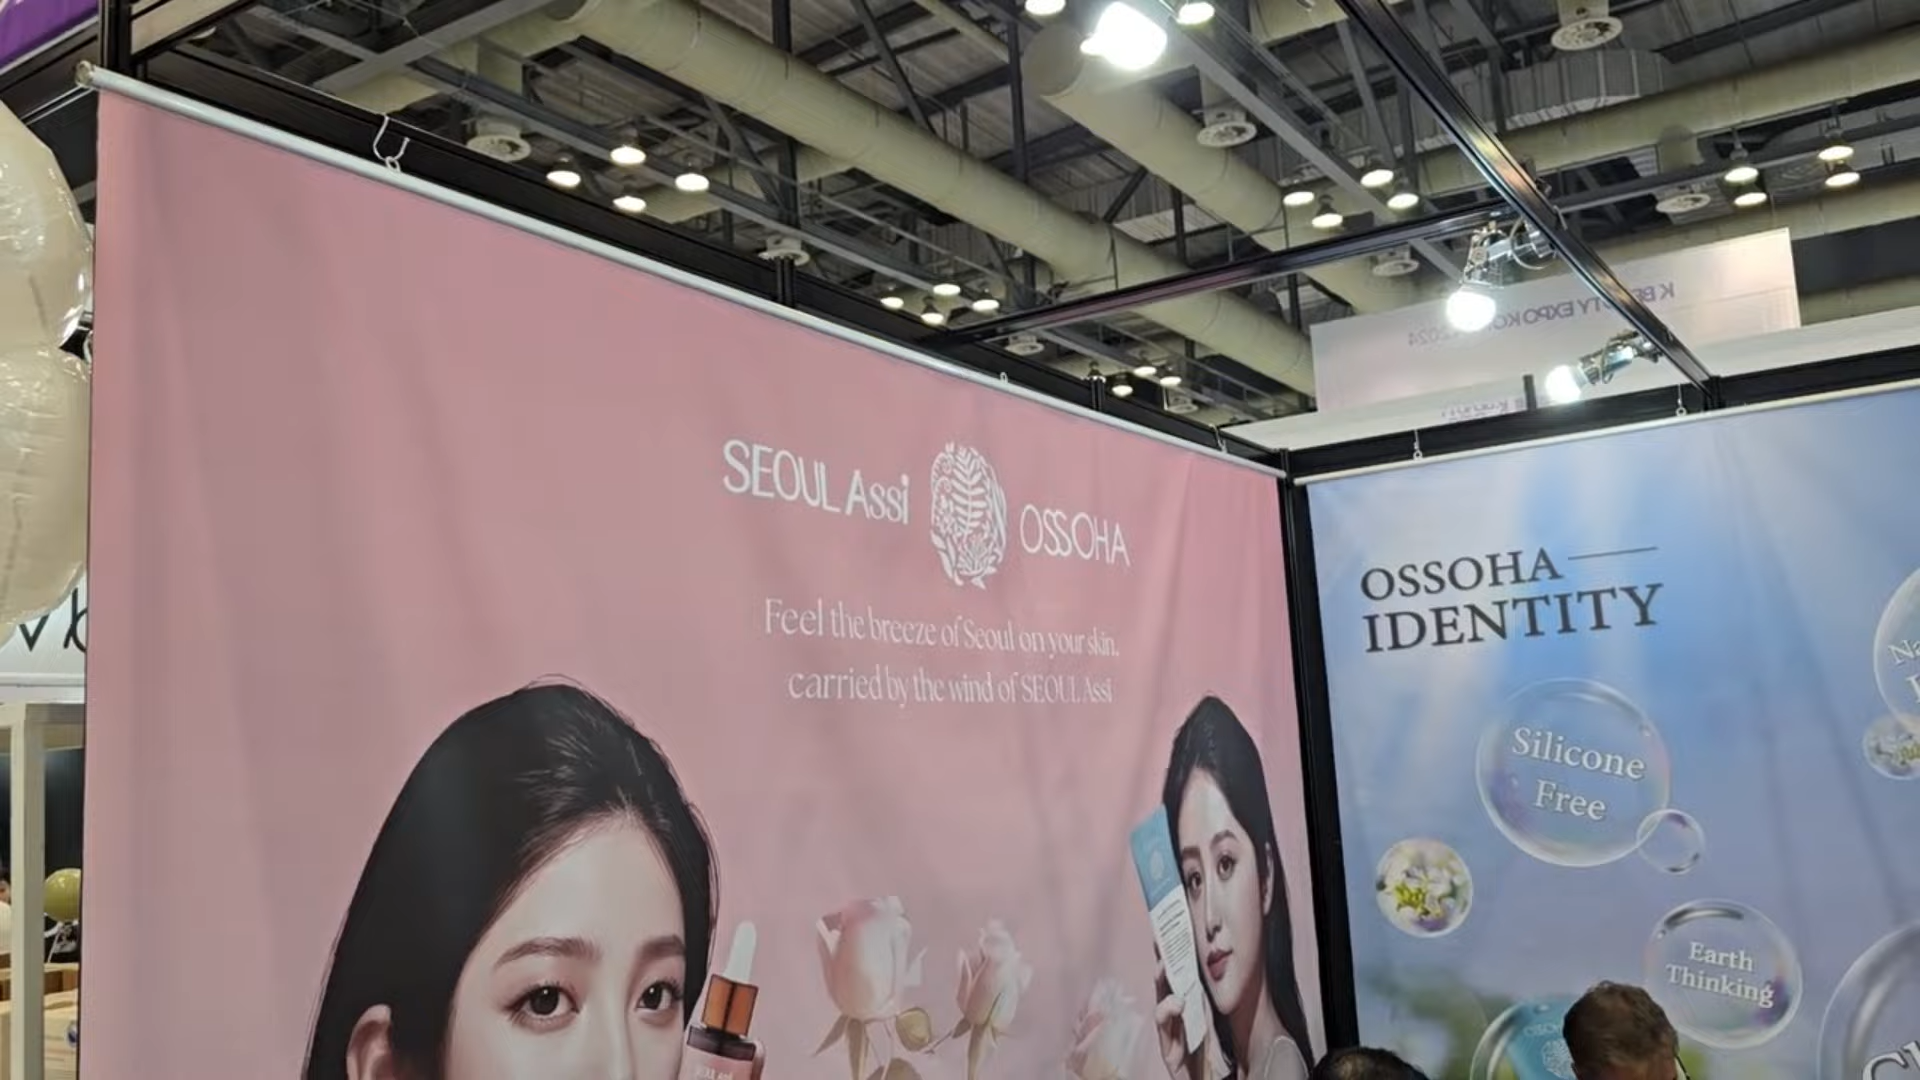 SEOUL Assi OSSOHA
Feel the breeze of Seoul on your skin.
carried by the wind of SEOUL Assi
OSSOHA
IDENTITY
Silicone
Free
Earth
Thinking